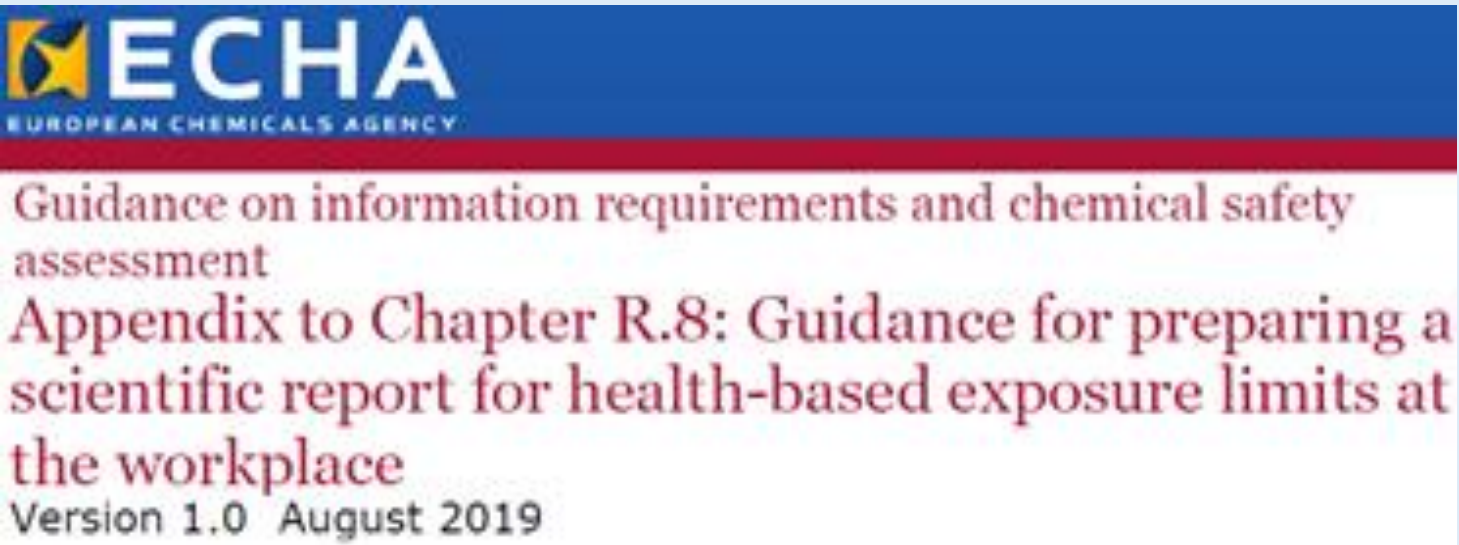 ECHA
EUROPEAN CHEMICALS AGENCY
Guidance on information requirements and chemical safety
assessment
Appendix to Chapter R.8: Guidance for preparing a
scientific report for health-based exposure limits at
the workplace
Version 1.0 August 2019